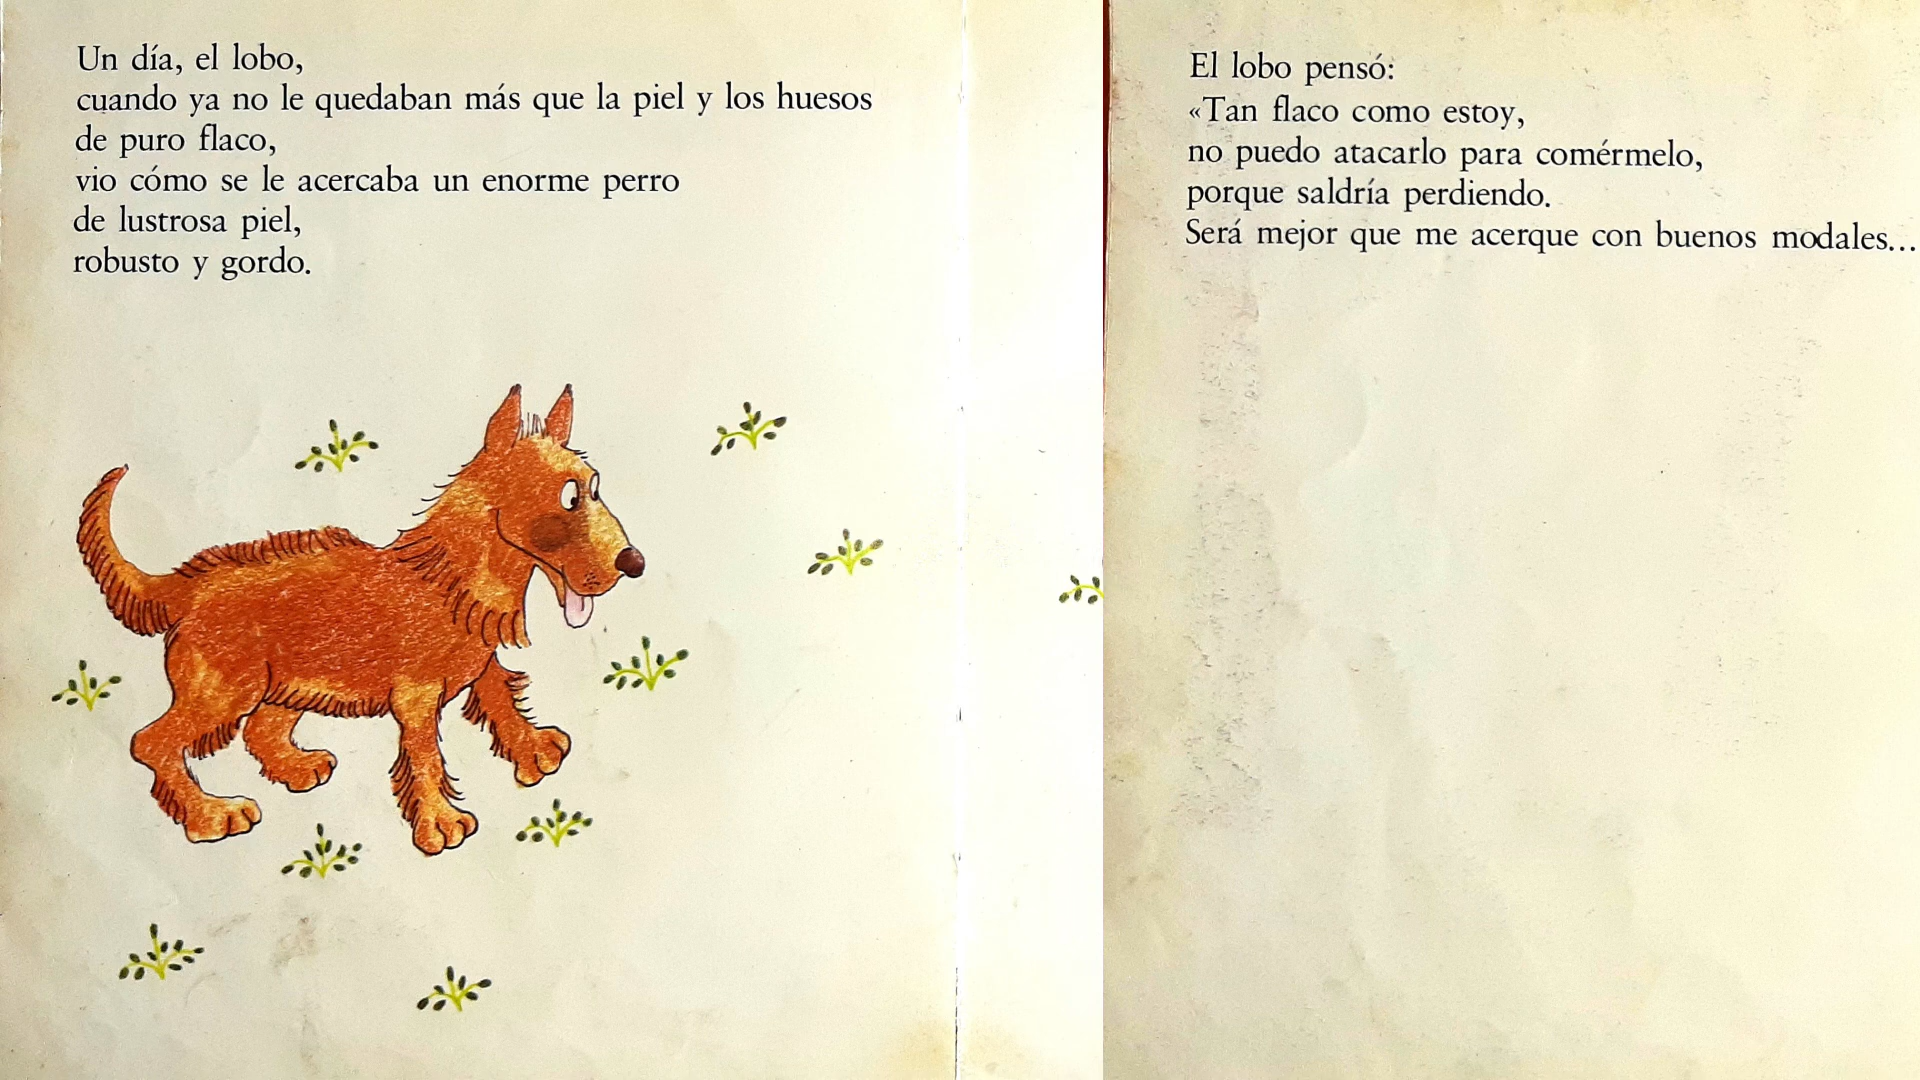 Un día, el lobo,
cuando ya no le quedaban más que la piel y los huesos
de puro flaco,
vio cómo se le acercaba un enorme perro
de lustrosa piel,
robusto y gordo.
El lobo pensó:
«Tan flaco como estoy,
no puedo atacarlo para comérmelo,
porque saldría perdiendo.
Será mejor que me acerque con buenos modales...